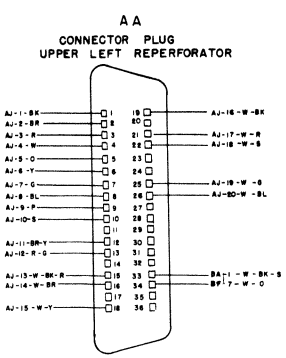 AA
CONNECTOR PLUG
UPPER LEFT REPERFORATOR
AJ-1-BK 1 19 AJ-16-W-BK
AJ-2-BR 2 20
AJ-3-R 3 21 AJ-17-W-R
AJ-4-W 4 22 AJ-18-W-S
AJ-5-O 5 23
AJ-6-Y 6 24
AJ-7-G 7 25 AJ-19-W-G
AJ-8-BL 8 26 AJ-20-W-BL
AJ-9-P 9 27
AJ-10-S 10 28
11 29
AJ-11-BR-Y 12 30
AJ-12-R-G 13 31
14 32
AJ-13-W-BK-R 15 33 BA-1-W-BK-S
AJ-14-W-BR 16 34 7-W-O
17 35
AJ-15-W-Y 18 36